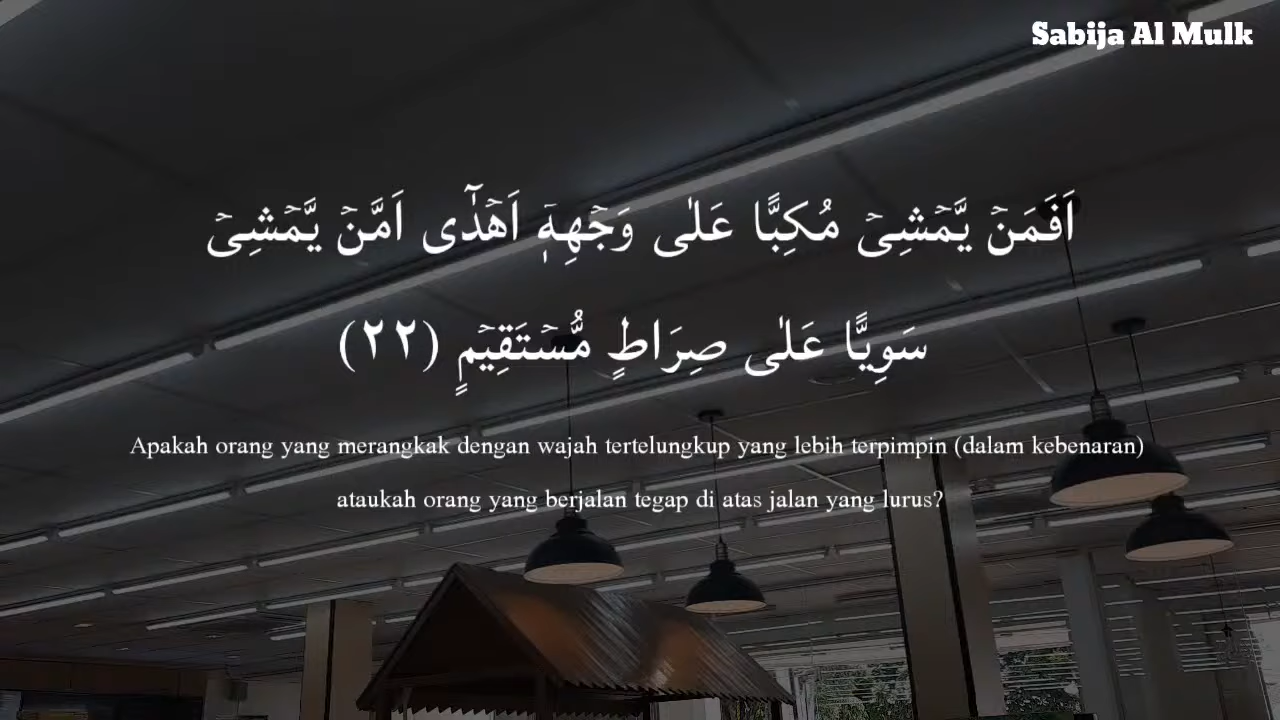 Sabija Al Mulk
اَفَمَنۡ يَّمۡشِىۡ مُكِبًّا عَلٰى وَجۡهِهٖۤ اَهۡدٰٓى اَمَّنۡ يَّمۡشِىۡ
سَوِيًّا عَلٰى صِرَاطٍ مُّسۡتَقِيۡمٍ (٢٢)
Apakah orang yang merangkak dengan wajah tertelungkup yang lebih terpimpin (dalam kebenaran)
ataukah orang yang berjalan tegap di atas jalan yang lurus?